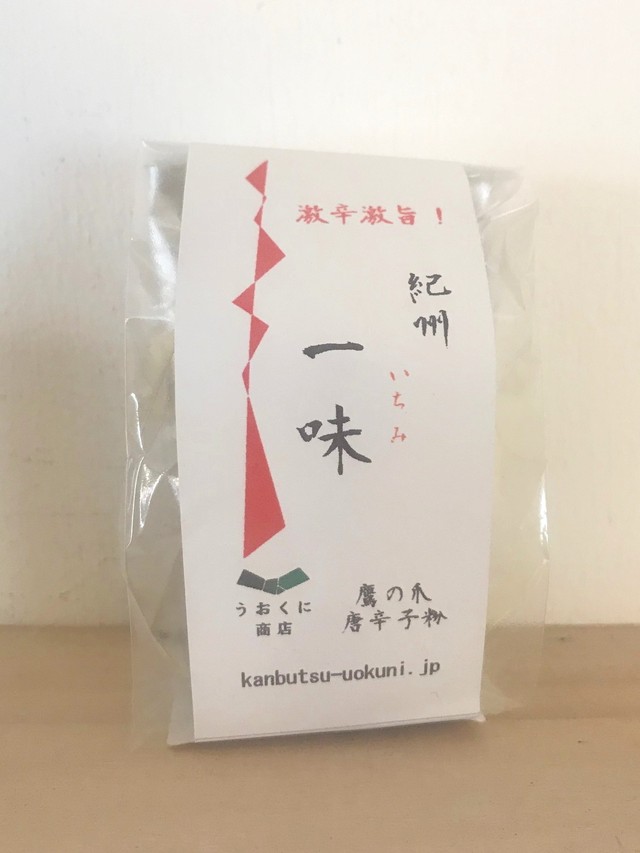 激辛激旨！
紀州
一味
いちみ
鷹の爪
唐辛子粉
うおくに
商店
kanbutsu-uokuni.jp